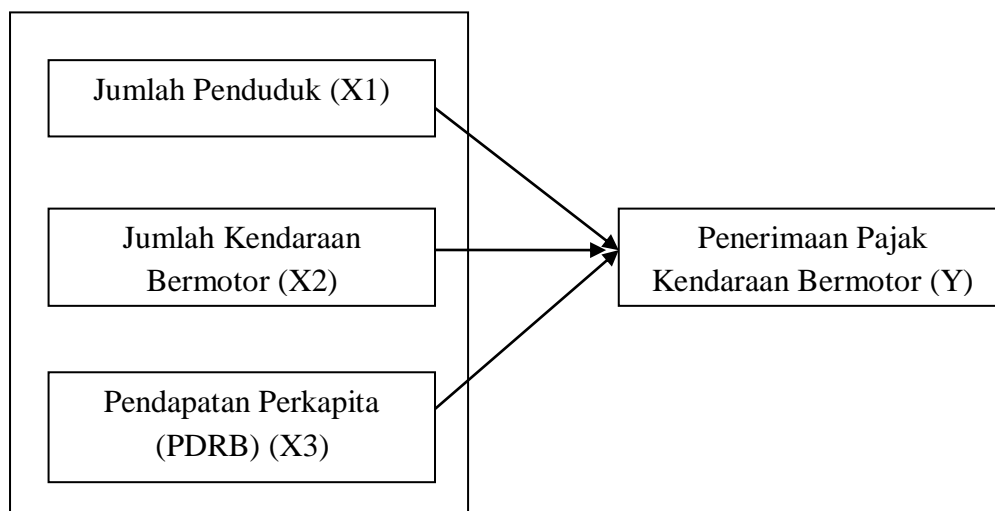 Jumlah Penduduk (X1)
Jumlah Kendaraan
Bermotor (X2)
Penerimaan Pajak
Kendaraan Bermotor (Y)
Pendapatan Perkapita
(PDRB) (X3)